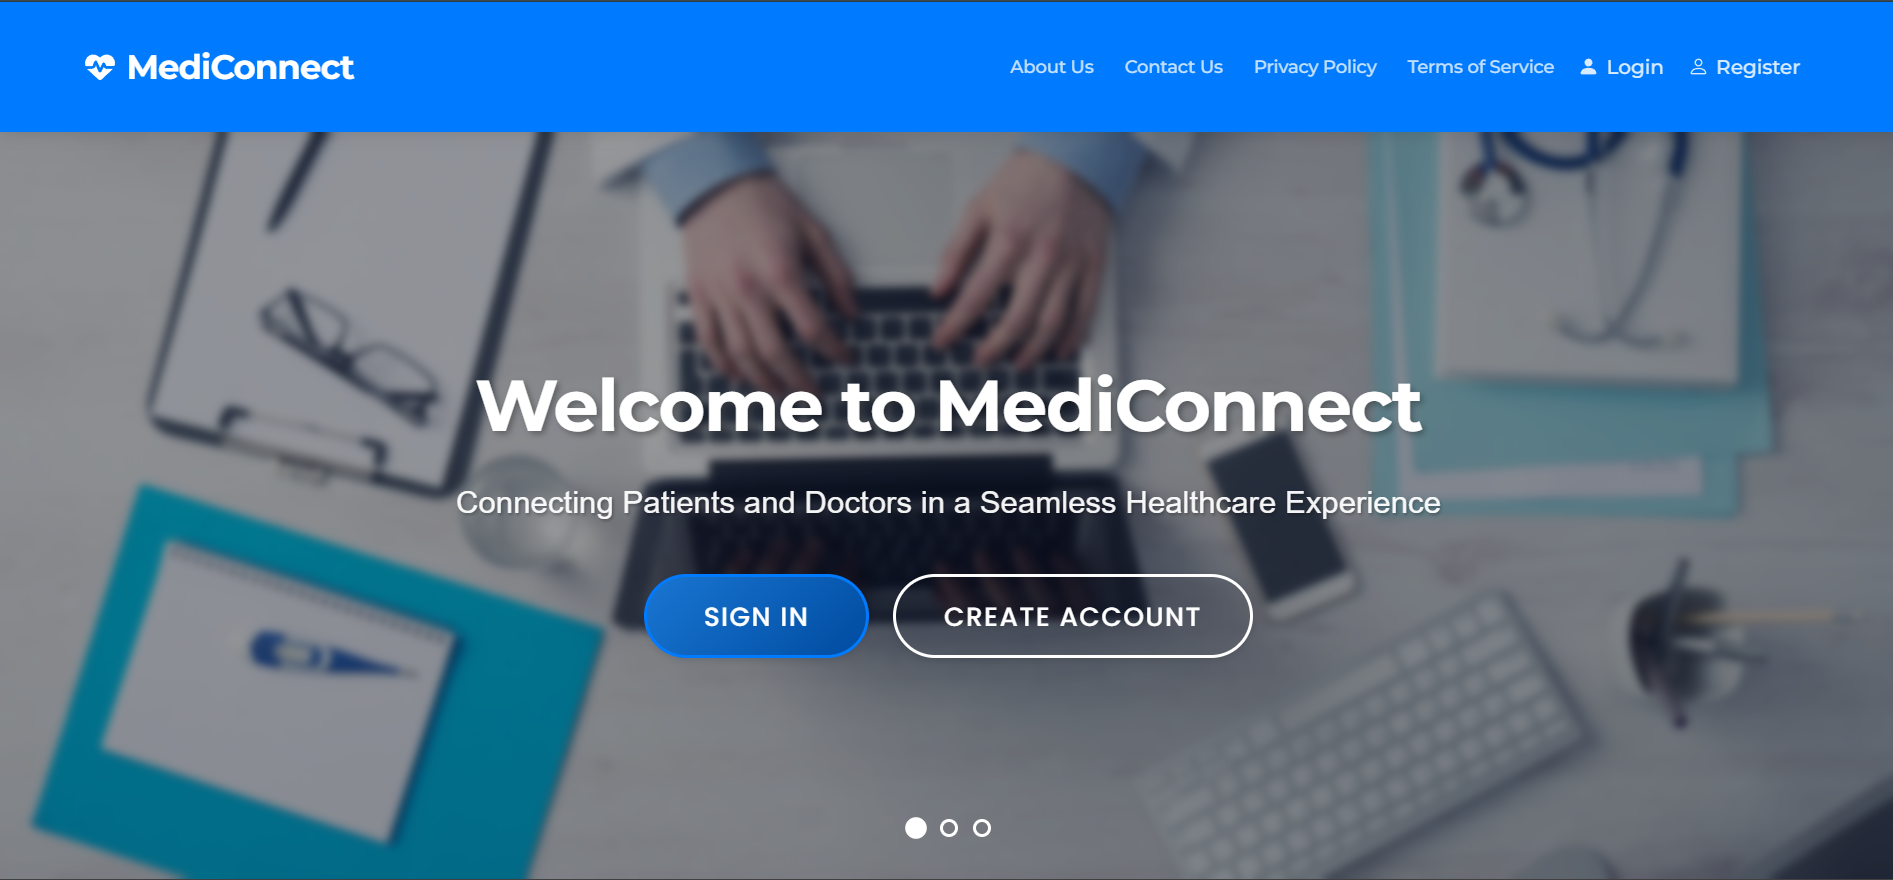 MediConnect
About Us Contact Us Privacy Policy Terms of Service Login Register
Welcome to MediConnect
Connecting Patients and Doctors in a Seamless Healthcare Experience
SIGN IN CREATE ACCOUNT